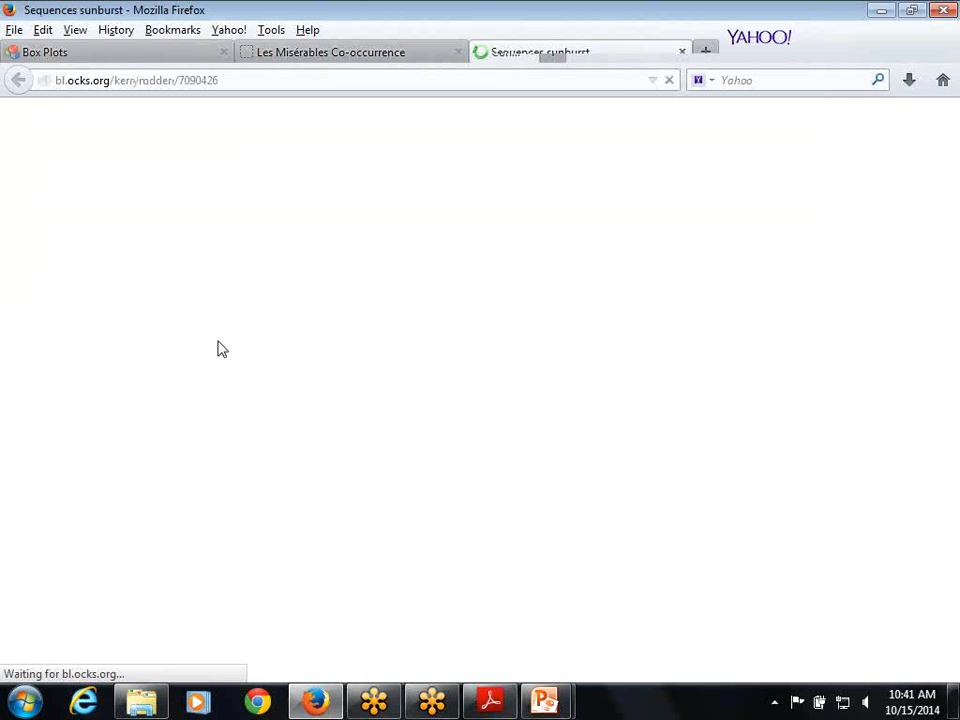 Sequences sunburst - Mozilla Firefox
File Edit View History Bookmarks Yahoo! Tools Help
YAHOO!
Box Plots
Les Misérables Co-occurrence
Sequences sunburst
bl.ocks.org/kerryrodden/7090426
Yahoo
Waiting for bl.ocks.org...
10:41 AM
10/15/2014